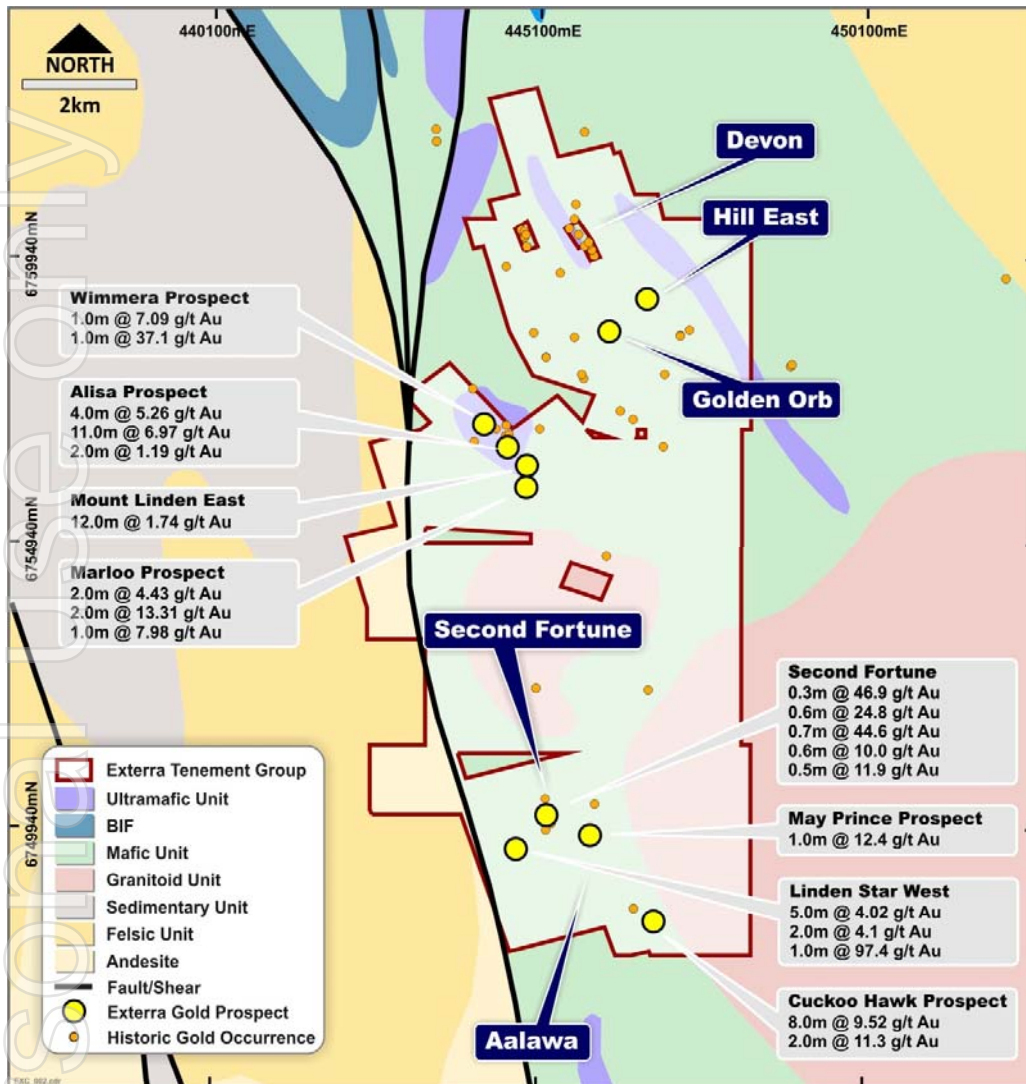 440100mE
445100mE
450100mE
NORTH
2km
6759940mN
6754940mN
6749940mN
Devon
Hill East
Golden Orb
Wimmera Prospect
1.0m @ 7.09 g/t Au
1.0m @ 37.1 g/t Au
Alisa Prospect
4.0m @ 5.26 g/t Au
11.0m @ 6.97 g/t Au
2.0m @ 1.19 g/t Au
Mount Linden East
12.0m @ 1.74 g/t Au
Marloo Prospect
2.0m @ 4.43 g/t Au
2.0m @ 13.31 g/t Au
1.0m @ 7.98 g/t Au
Second Fortune
Second Fortune
0.3m @ 46.9 g/t Au
0.6m @ 24.8 g/t Au
0.7m @ 44.6 g/t Au
0.6m @ 10.0 g/t Au
0.5m @ 11.9 g/t Au
May Prince Prospect
1.0m @ 12.4 g/t Au
Linden Star West
5.0m @ 4.02 g/t Au
2.0m @ 4.1 g/t Au
1.0m @ 97.4 g/t Au
Cuckoo Hawk Prospect
8.0m @ 9.52 g/t Au
2.0m @ 11.3 g/t Au
Aalawa
Exterra Tenement Group
Ultramafic Unit
BIF
Mafic Unit
Granitoid Unit
Sedimentary Unit
Felsic Unit
Andesite
Fault/Shear
Exterra Gold Prospect
Historic Gold Occurrence
sonal use only